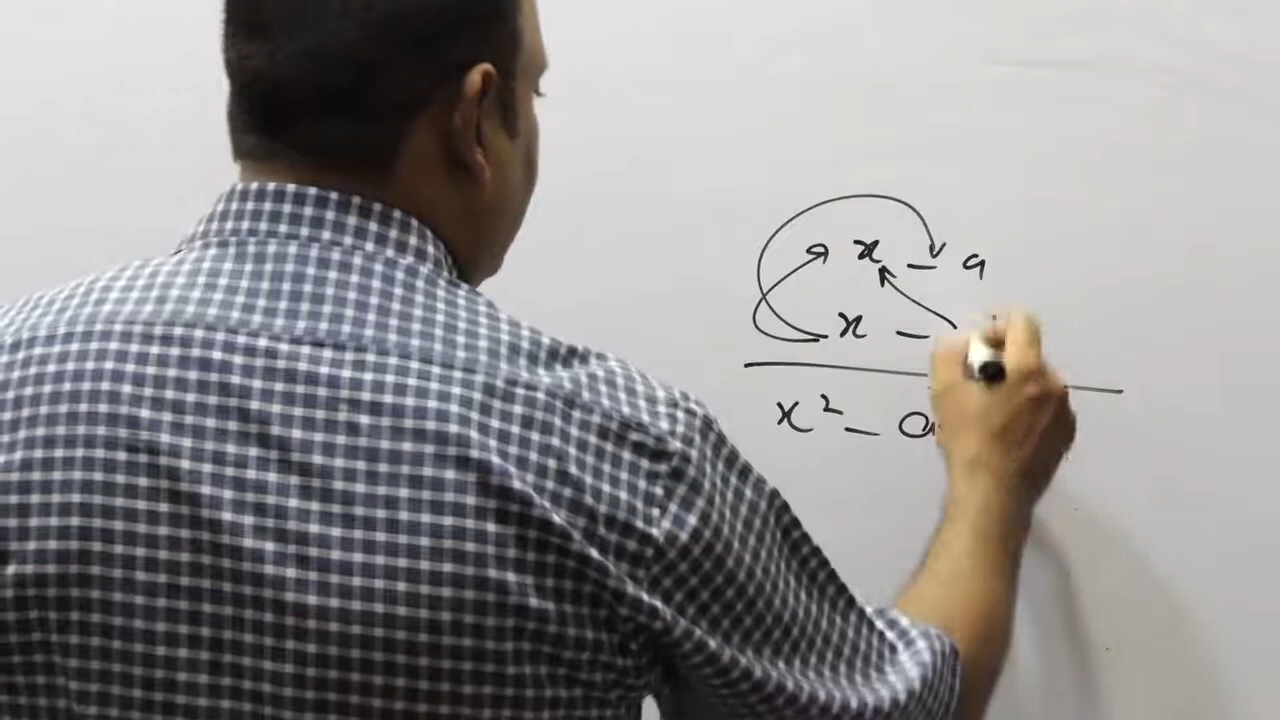 x - a
x -
x² - a